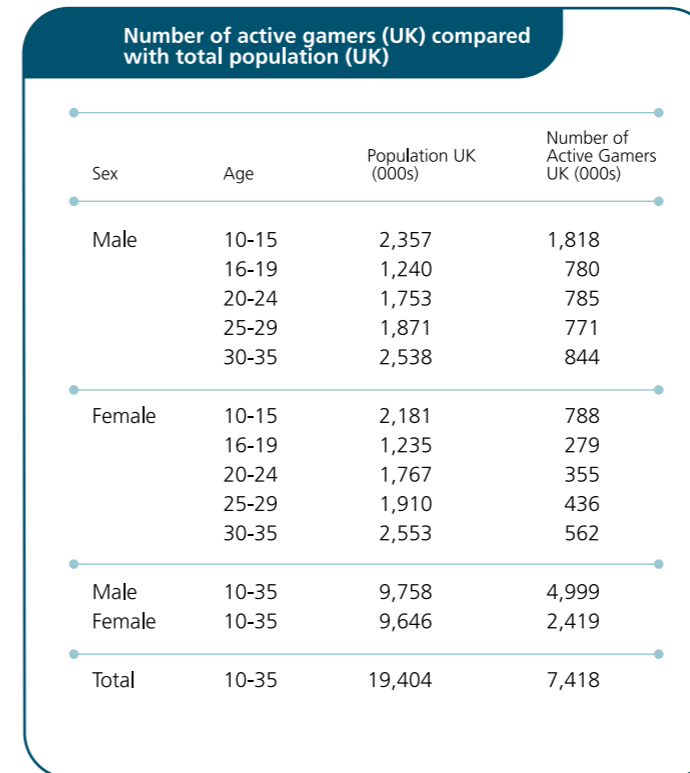 Number of active gamers (UK) compared
with total population (UK)
Sex Age Population UK (000s) Number of Active Gamers UK (000s)
Male 10-15 2,357 1,818
16-19 1,240 780
20-24 1,753 785
25-29 1,871 771
30-35 2,538 844
Female 10-15 2,181 788
16-19 1,235 279
20-24 1,767 355
25-29 1,910 436
30-35 2,553 562
Male 10-35 9,758 4,999
Female 10-35 9,646 2,419
Total 10-35 19,404 7,418